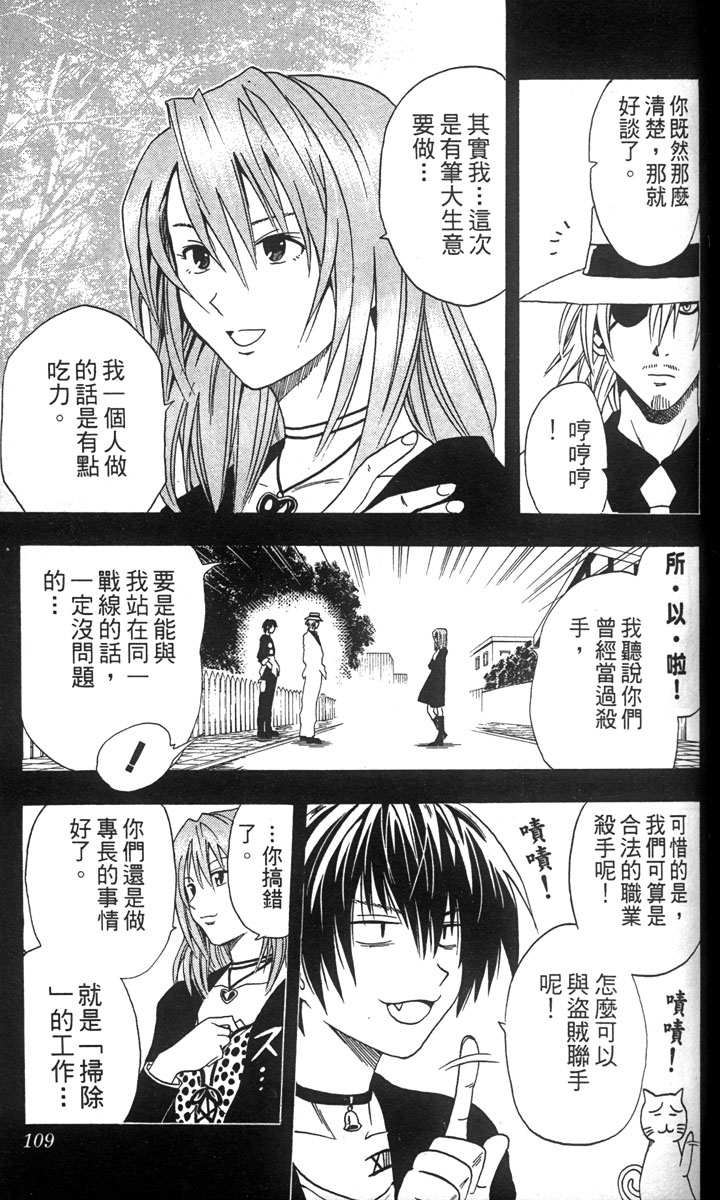 你既然那麼
清楚，那就
好談了。
哼哼哼
！
其實我…這次
是有筆大生意
要做…
我一個人做
的話是有點
吃力。
所・以・啦！
我聽說你們
曾經當過殺
手，
要是能與
我站在同一
戰線的話，
一定沒問題
的…
！
可惜的是，
我們可算是
合法的職業
殺手呢！
嘖嘖！
怎麼可以
與盜賊聯手
呢！
嘖嘖！
XIII
…你搞錯
了。
你們還是做
專長的事情
好了。
ス…
就是「掃除
」的工作…
109